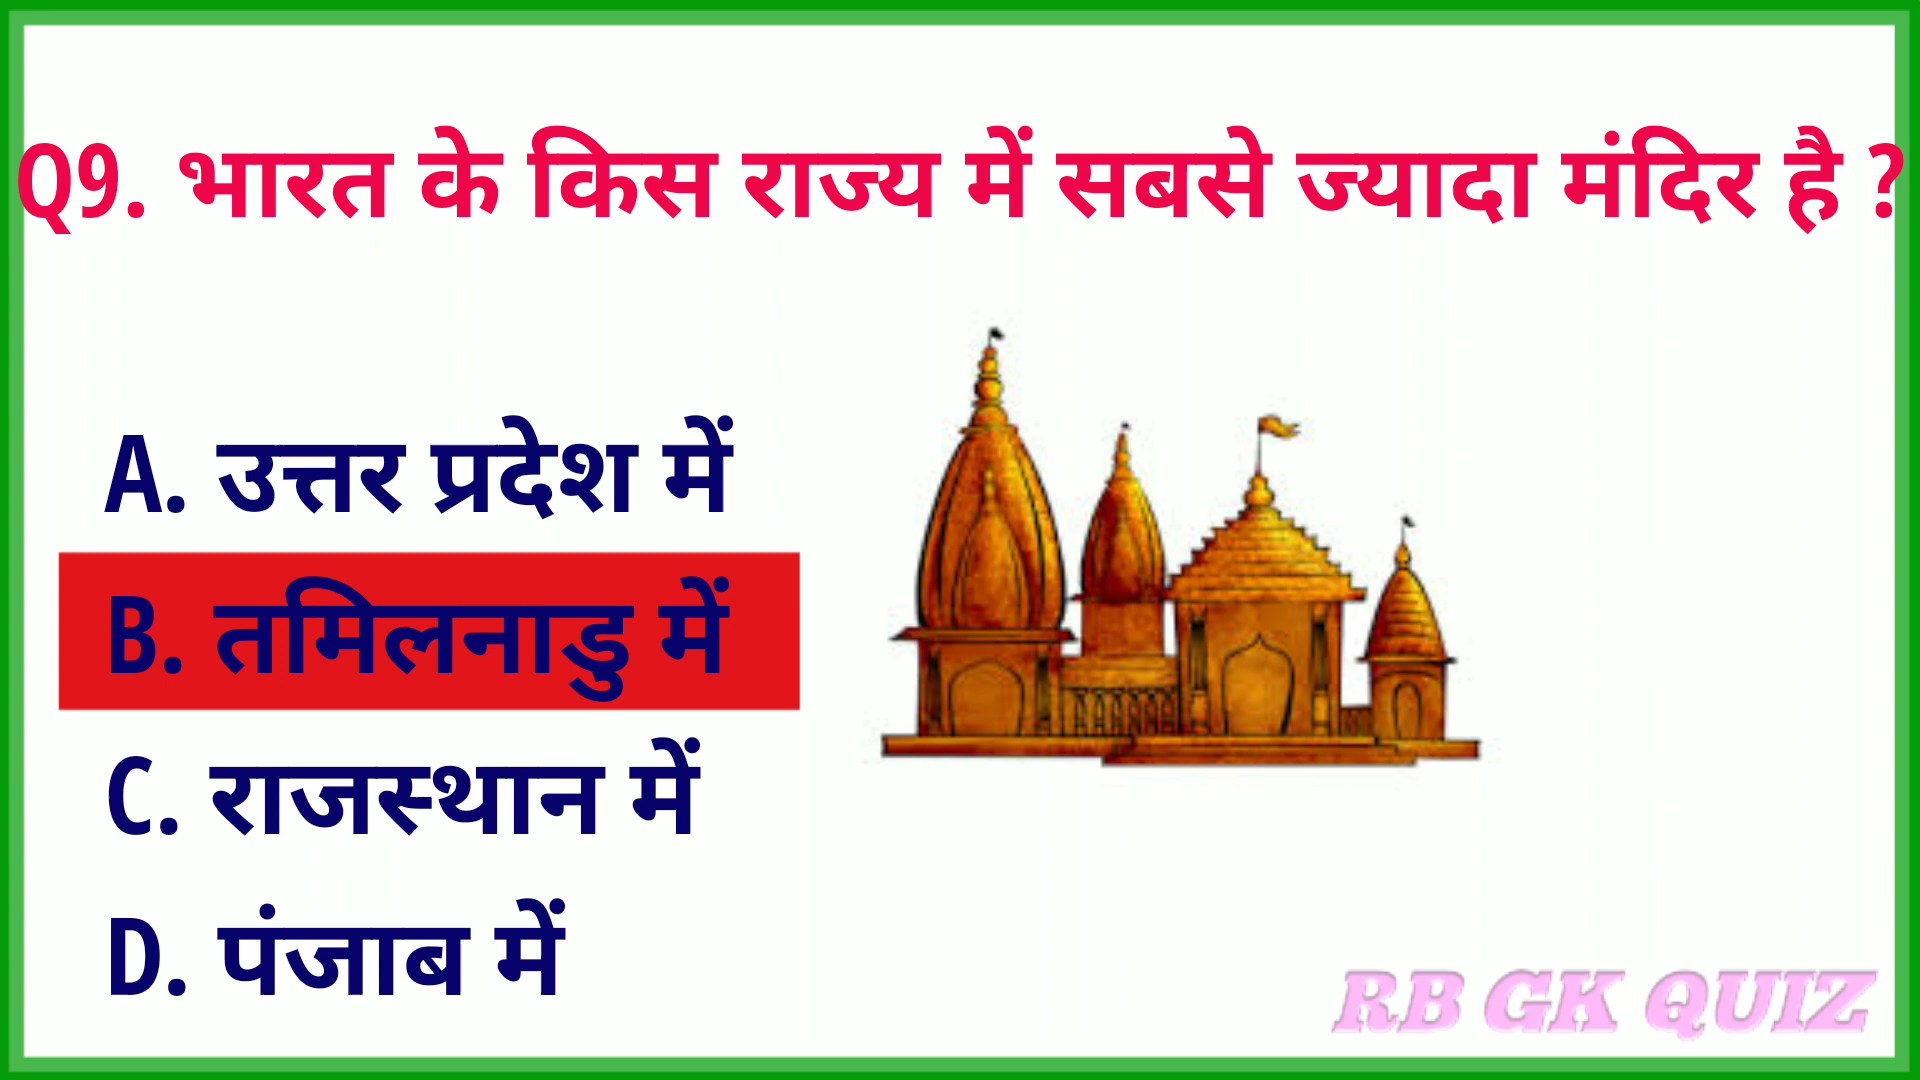 Q9. भारत के किस राज्य में सबसे ज्यादा मंदिर है ?
A. उत्तर प्रदेश में
B. तमिलनाडु में
C. राजस्थान में
D. पंजाब में
RB GK QUIZ